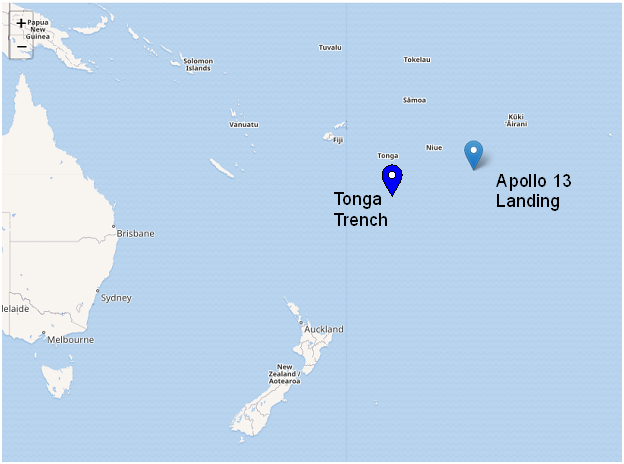 +
Papua
New
Guinea
−
Tuvalu
Tokelau
Solomon
Islands
Sāmoa
Vanuatu
Kūki
'Āirani
Fiji
Niue
Tonga
Apollo 13
Landing
Tonga
Trench
Brisbane
Sydney
elaide
Auckland
Melbourne
New
Zealand /
Aotearoa